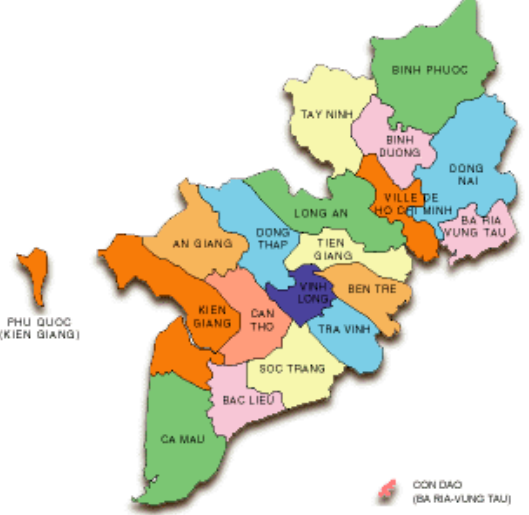 BINH PHUOC
TAY NINH
BINH
DUONG
DONG
NAI
VILLE DE
HO CHI MINH
BA RIA
VUNG TAU
LONG AN
AN GIANG
DONG
THAP
TIEN
GIANG
VINH
LONG
BEN TRE
KIEN
GIANG
CAN
THO
TRA VINH
PHU QUOC
(KIEN GIANG)
SOC TRANG
BAC LIEU
CA MAU
CON DAO
(BA RIA-VUNG TAU)